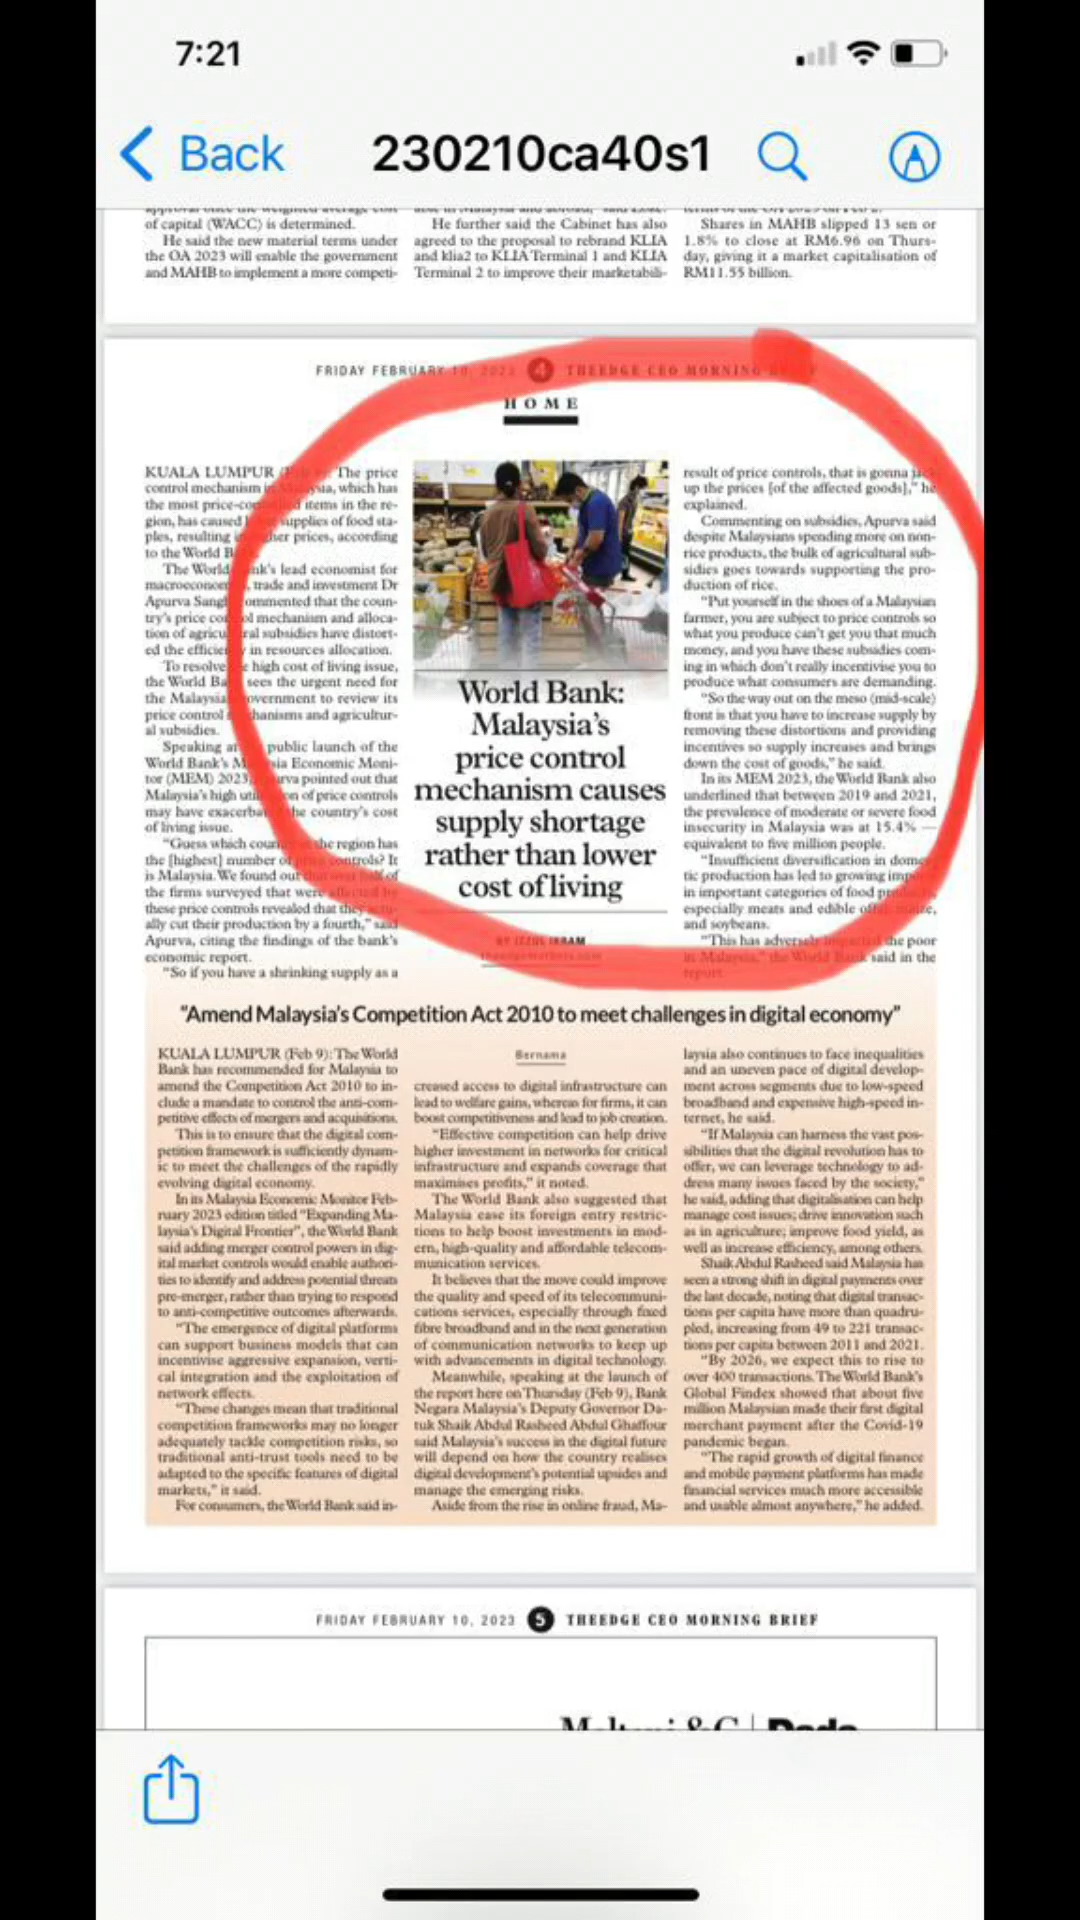 7:21
Back
230210ca40s1
of capital (WACC) is determined.
He said the new material terms under
the OA 2023 will enable the government
and MAHB to implement a more competi-
He further said the Cabinet has also
agreed to the proposal to rebrand KLIA
and klia2 to KLIA Terminal 1 and KLIA
Terminal 2 to improve their marketabili-
Shares in MAHB slipped 13 sen or
1.8% to close at RM6.96 on Thurs-
day, giving it a market capitalisation of
RM11.55 billion.
FRIDAY FEBRUARY 10, 2023 4 THEEDGE CEO MORNING BRIEF
HOME
KUALA LUMPUR The price
control mechanism in Malaysia, which has
the most price-controlled items in the re-
gion, has caused supplies of food sta-
ples, resulting in higher prices, according
to the World Bank.
The World Bank's lead economist for
macroeconomics, trade and investment Dr
Apurva Sanghi commented that the coun-
try's price control mechanism and alloca-
tion of agricultural subsidies have distort-
ed the efficiency in resources allocation.
To resolve the high cost of living issue,
the World Bank sees the urgent need for
the Malaysian government to review its
price control mechanisms and agricultur-
al subsidies.
Speaking at the public launch of the
World Bank's Malaysia Economic Moni-
tor (MEM) 2023, Apurva pointed out that
Malaysia's high utilisation of price controls
may have exacerbated the country's cost
of living issue.
"Guess which country in the region has
the [highest] number of price controls? It
is Malaysia. We found out that over half of
the firms surveyed that were affected by
these price controls revealed that they actu-
ally cut their production by a fourth," said
Apurva, citing the findings of the bank's
economic report.
"So if you have a shrinking supply as a
World Bank:
Malaysia's
price control
mechanism causes
supply shortage
rather than lower
cost of living
BY IZZUL IKRAM
theedgemarkets.com
result of price controls, that is gonna jack
up the prices [of the affected goods]," he
explained.
Commenting on subsidies, Apurva said
despite Malaysians spending more on non-
rice products, the bulk of agricultural sub-
sidies goes towards supporting the pro-
duction of rice.
"Put yourself in the shoes of a Malaysian
farmer, you are subject to price controls so
what you produce can't get you that much
money, and you have these subsidies com-
ing in which don't really incentivise you to
produce what consumers are demanding.
"So the way out on the meso (mid-scale)
front is that you have to increase supply by
removing these distortions and providing
incentives so supply increases and brings
down the cost of goods," he said.
In its MEM 2023, the World Bank also
underlined that between 2019 and 2021,
the prevalence of moderate or severe food
insecurity in Malaysia was at 15.4% —
equivalent to five million people.
"Insufficient diversification in domes-
tic production has led to growing imports
in important categories of food products,
especially meats and edible offal, maize,
and soybeans.
"This has adversely impacted the poor
in Malaysia," the World Bank said in the
report.
"Amend Malaysia's Competition Act 2010 to meet challenges in digital economy"
KUALA LUMPUR (Feb 9): The World
Bank has recommended for Malaysia to
amend the Competition Act 2010 to in-
clude a mandate to control the anti-com-
petitive effects of mergers and acquisitions.
This is to ensure that the digital com-
petition framework is sufficiently dynam-
ic to meet the challenges of the rapidly
evolving digital economy.
In its Malaysia Economic Monitor Feb-
ruary 2023 edition titled "Expanding Ma-
laysia's Digital Frontier", the World Bank
said adding merger control powers in dig-
ital market controls would enable authori-
ties to identify and address potential threats
pre-merger, rather than trying to respond
to anti-competitive outcomes afterwards.
"The emergence of digital platforms
can support business models that can
incentivise aggressive expansion, verti-
cal integration and the exploitation of
network effects.
"These changes mean that traditional
competition frameworks may no longer
adequately tackle competition risks, so
traditional anti-trust tools need to be
adapted to the specific features of digital
markets," it said.
For consumers, the World Bank said in-
Bernama
creased access to digital infrastructure can
lead to welfare gains, whereas for firms, it can
boost competitiveness and lead to job creation.
"Effective competition can help drive
higher investment in networks for critical
infrastructure and expands coverage that
maximises profits," it noted.
The World Bank also suggested that
Malaysia ease its foreign entry restric-
tions to help boost investments in mod-
ern, high-quality and affordable telecom-
munication services.
It believes that the move could improve
the quality and speed of its telecommuni-
cations services, especially through fixed
fibre broadband and in the next generation
of communication networks to keep up
with advancements in digital technology.
Meanwhile, speaking at the launch of
the report here on Thursday (Feb 9), Bank
Negara Malaysia's Deputy Governor Da-
tuk Shaik Abdul Rasheed Abdul Ghaffour
said Malaysia's success in the digital future
will depend on how the country realises
digital development's potential upsides and
manage the emerging risks.
Aside from the rise in online fraud, Ma-
laysia also continues to face inequalities
and an uneven pace of digital develop-
ment across segments due to low-speed
broadband and expensive high-speed in-
ternet, he said.
"If Malaysia can harness the vast pos-
sibilities that the digital revolution has to
offer, we can leverage technology to ad-
dress many issues faced by the society,"
he said, adding that digitalisation can help
manage cost issues; drive innovation such
as in agriculture; improve food yield, as
well as increase efficiency, among others.
Shaik Abdul Rasheed said Malaysia has
seen a strong shift in digital payments over
the last decade, noting that digital transac-
tions per capita have more than quadru-
pled, increasing from 49 to 221 transac-
tions per capita between 2011 and 2021.
"By 2026, we expect this to rise to
over 400 transactions. The World Bank's
Global Findex showed that about five
million Malaysian made their first digital
merchant payment after the Covid-19
pandemic began.
"The rapid growth of digital finance
and mobile payment platforms has made
financial services much more accessible
and usable almost anywhere," he added.
FRIDAY FEBRUARY 10, 2023 5 THEEDGE CEO MORNING BRIEF